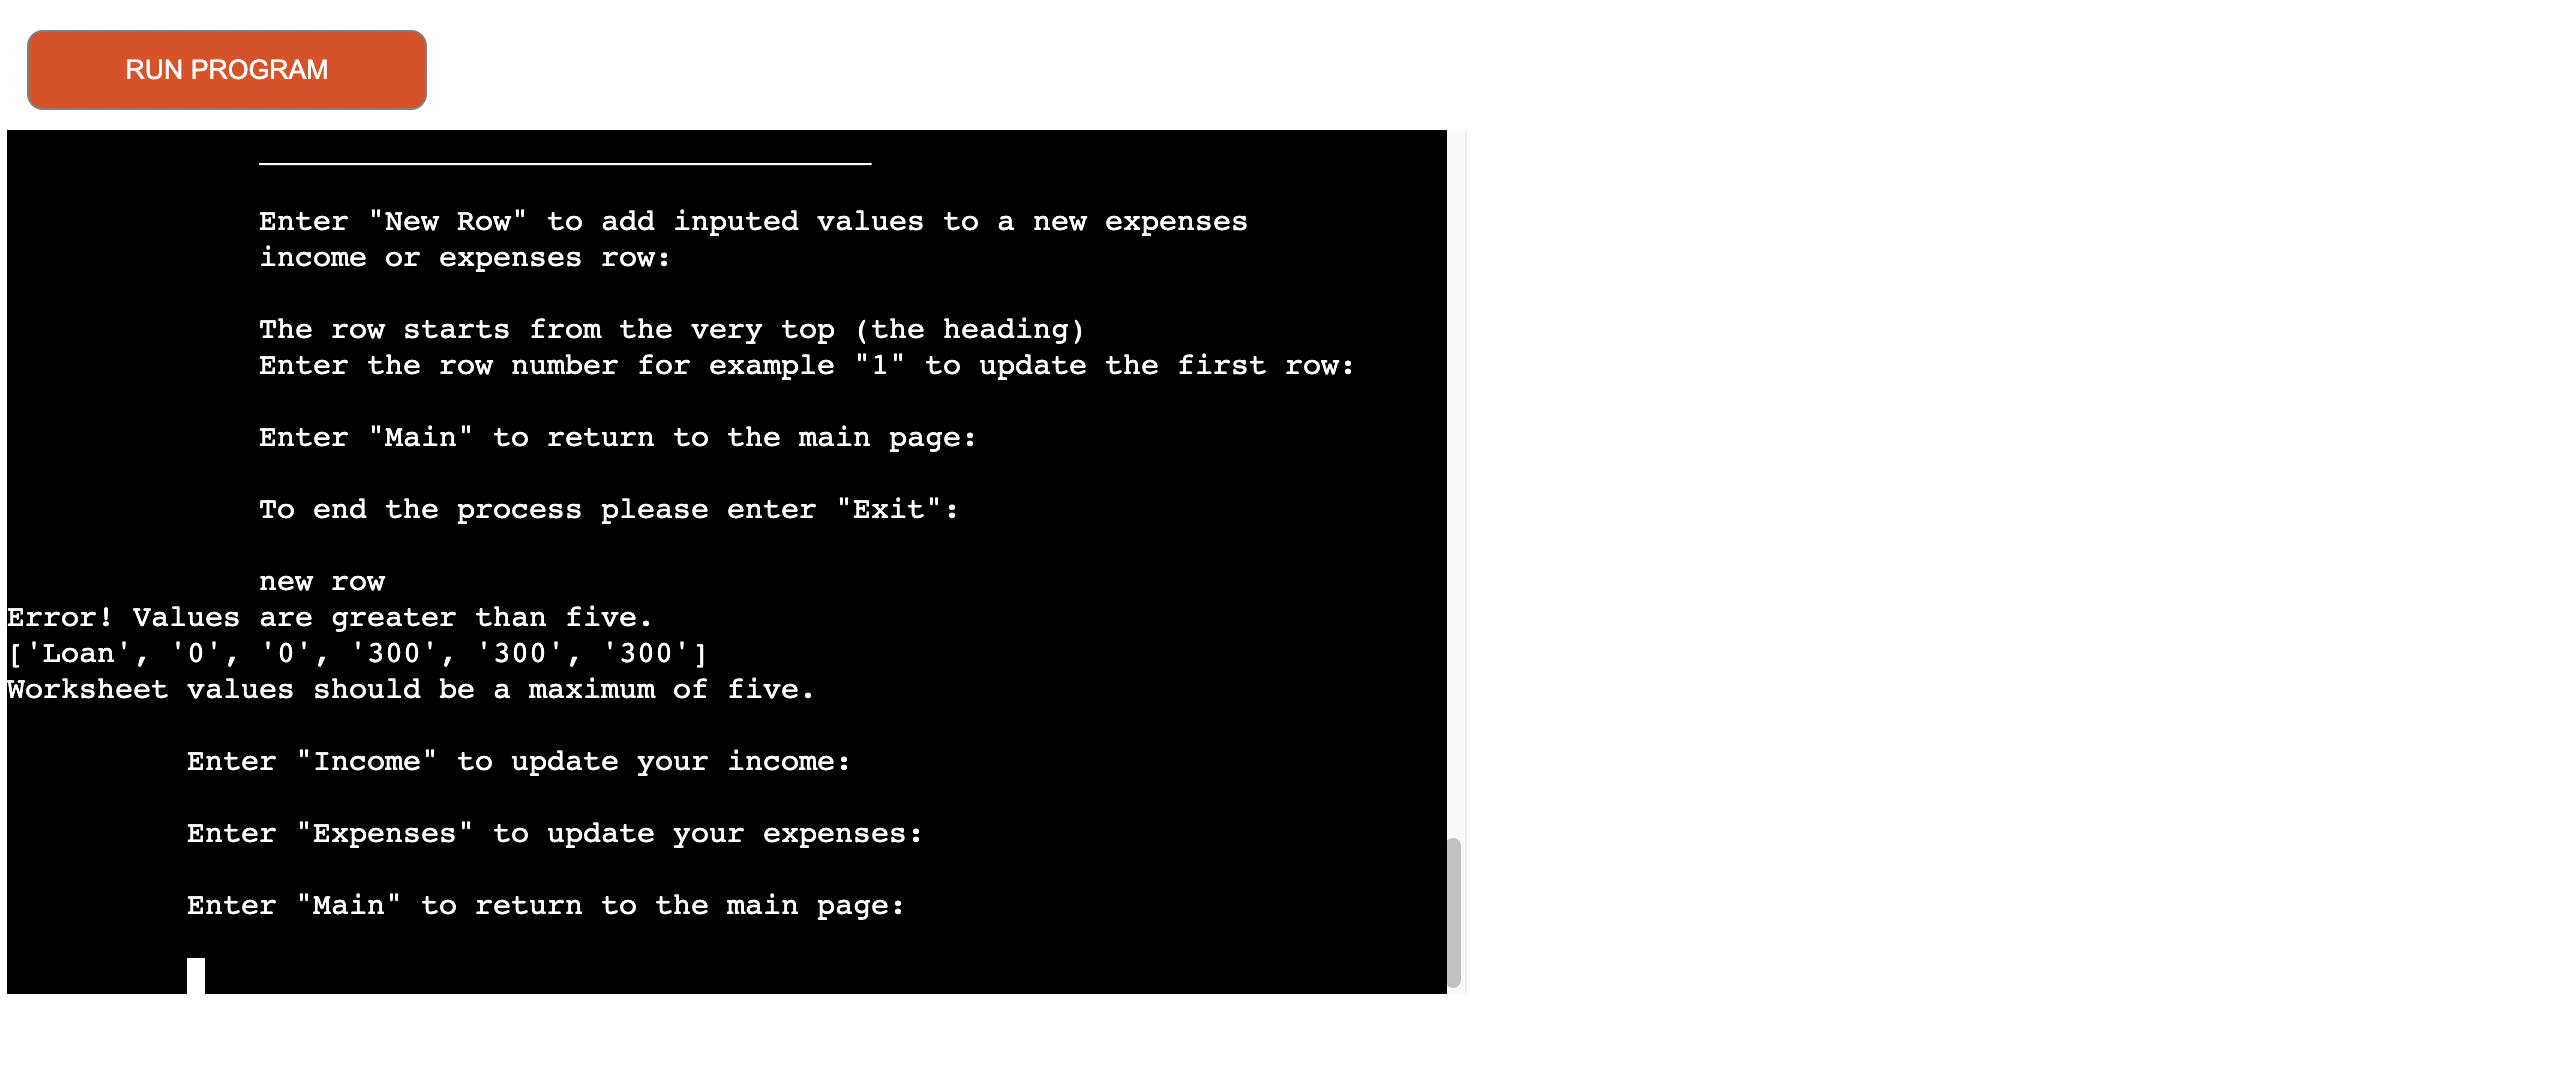 RUN PROGRAM
Enter "New Row" to add inputed values to a new expenses
income or expenses row:
The row starts from the very top (the heading)
Enter the row number for example "1" to update the first row:
Enter "Main" to return to the main page:
To end the process please enter "Exit":
new row
Error! Values are greater than five.
['Loan', '0', '0', '300', '300', '300']
Worksheet values should be a maximum of five.
Enter "Income" to update your income:
Enter "Expenses" to update your expenses:
Enter "Main" to return to the main page: